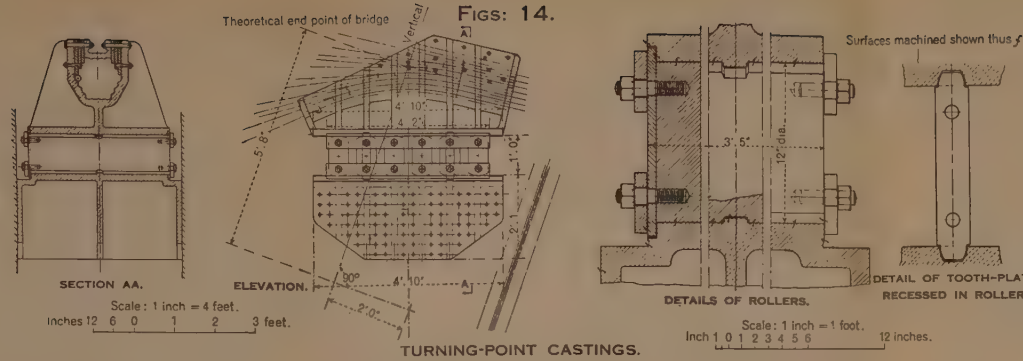 FIGS: 14.
Theoretical end point of bridge
Vertical
A
Surfaces machined shown thus f
4' 10"
4' 2"
5'. 8"
1'. 0"
2'. 1"
3'. 5"
12" dia.
90°
4'. 10"
A
2'. 0"
SECTION AA.
ELEVATION.
DETAILS OF ROLLERS.
DETAIL OF TOOTH-PLAT
RECESSED IN ROLLER
Scale: 1 inch = 4 feet.
Inches 12 6 0 1 2 3 feet.
Scale: 1 inch = 1 foot.
Inch 1 0 1 2 3 4 5 6 12 inches.
TURNING-POINT CASTINGS.